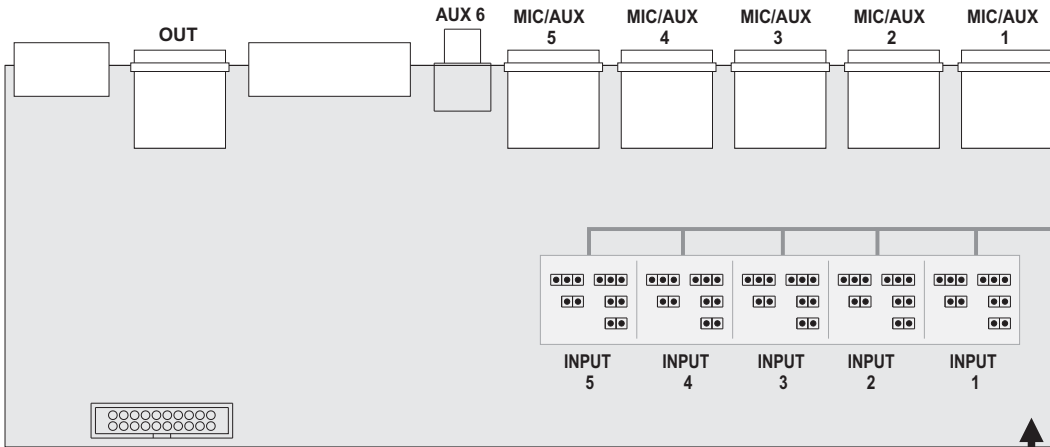 OUT
AUX 6
MIC/AUX
5
MIC/AUX
4
MIC/AUX
3
MIC/AUX
2
MIC/AUX
1
INPUT
5
INPUT
4
INPUT
3
INPUT
2
INPUT
1